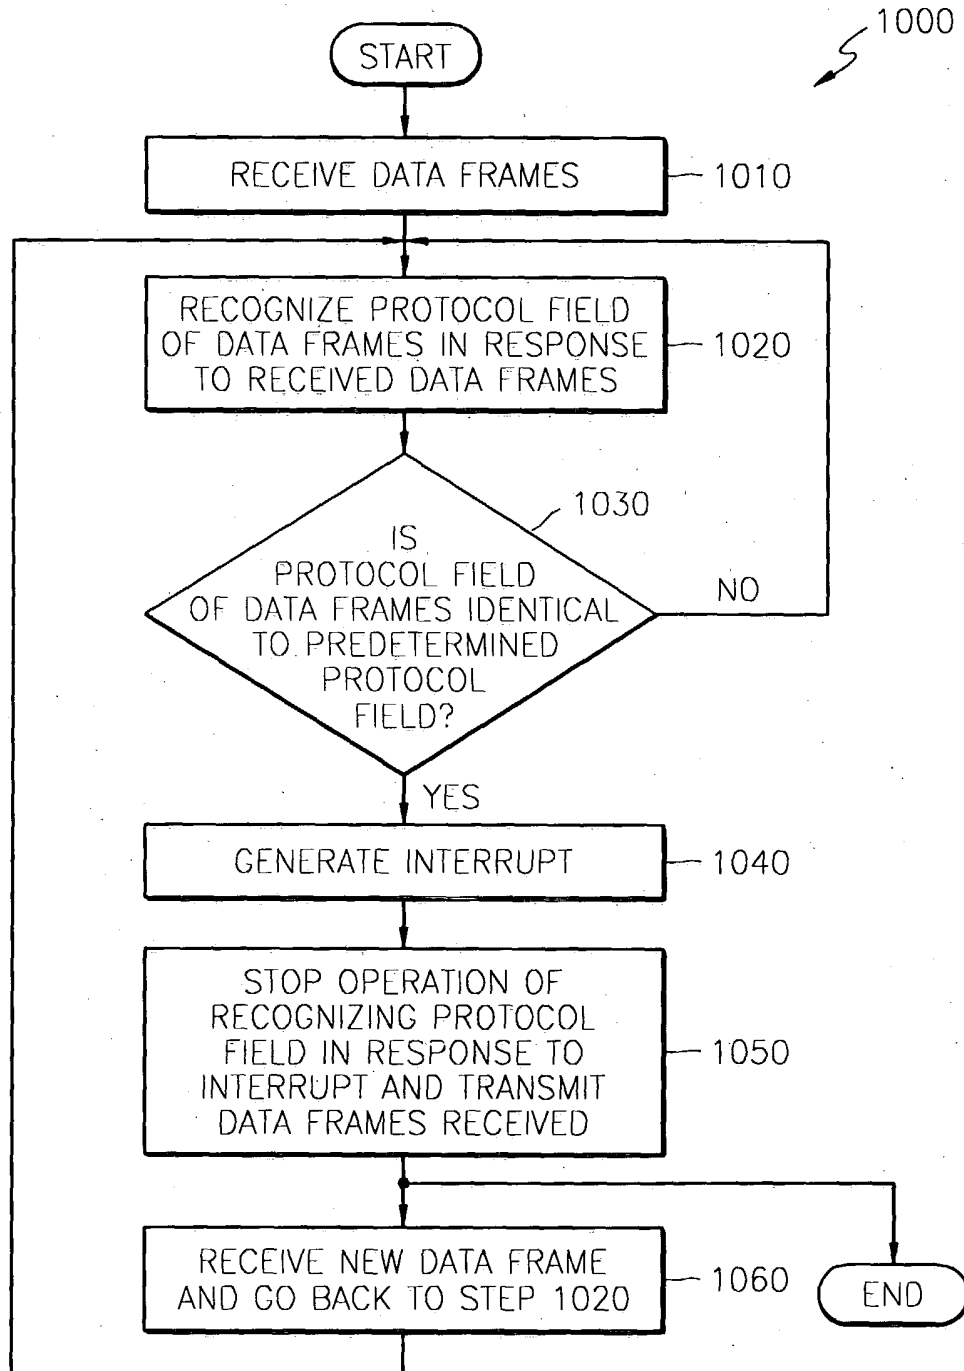 1000
START
RECEIVE DATA FRAMES
1010
RECOGNIZE PROTOCOL FIELD
OF DATA FRAMES IN RESPONSE
TO RECEIVED DATA FRAMES
1020
1030
IS
PROTOCOL FIELD
OF DATA FRAMES IDENTICAL
TO PREDETERMINED
PROTOCOL
FIELD?
NO
YES
GENERATE INTERRUPT
1040
STOP OPERATION OF
RECOGNIZING PROTOCOL
FIELD IN RESPONSE TO
INTERRUPT AND TRANSMIT
DATA FRAMES RECEIVED
1050
RECEIVE NEW DATA FRAME
AND GO BACK TO STEP 1020
1060
END